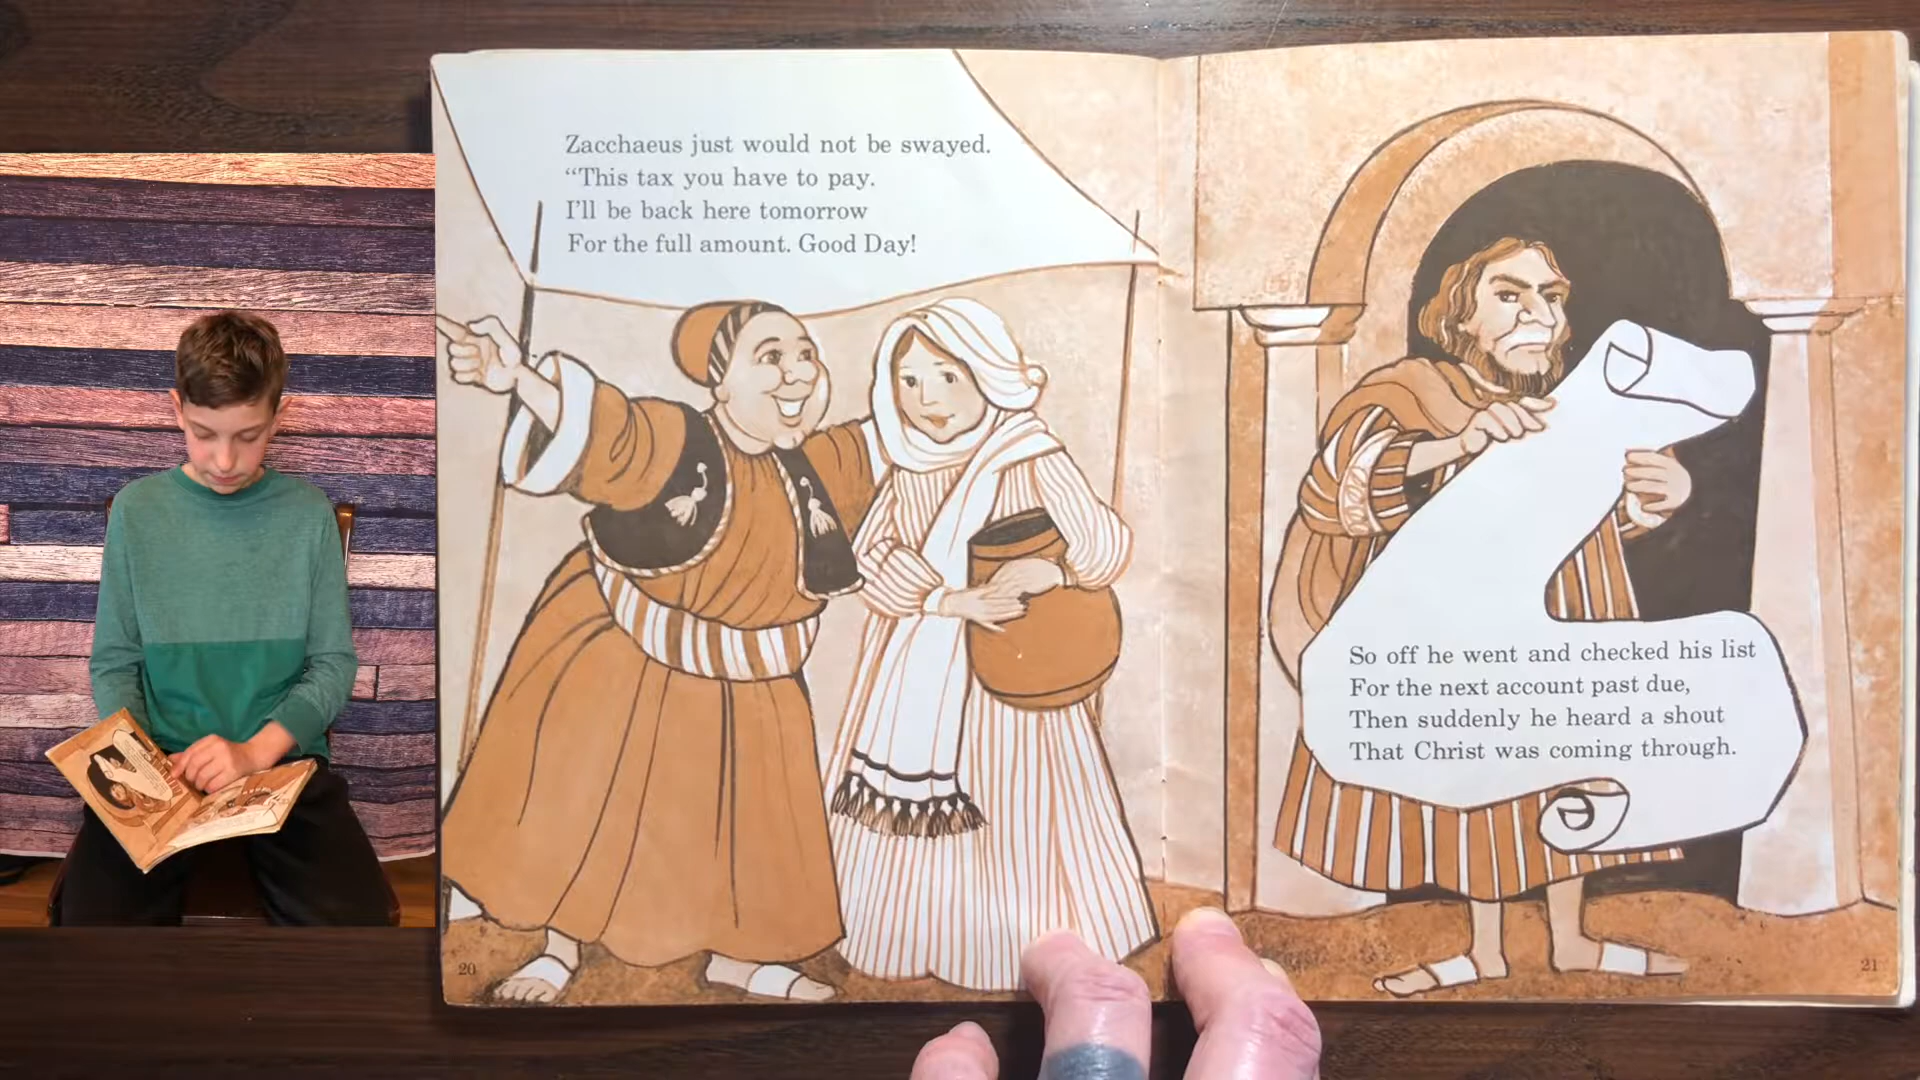 Zacchaeus just would not be swayed.
“This tax you have to pay.
I’ll be back here tomorrow
For the full amount. Good Day!
20
So off he went and checked his list
For the next account past due,
Then suddenly he heard a shout
That Christ was coming through.
21